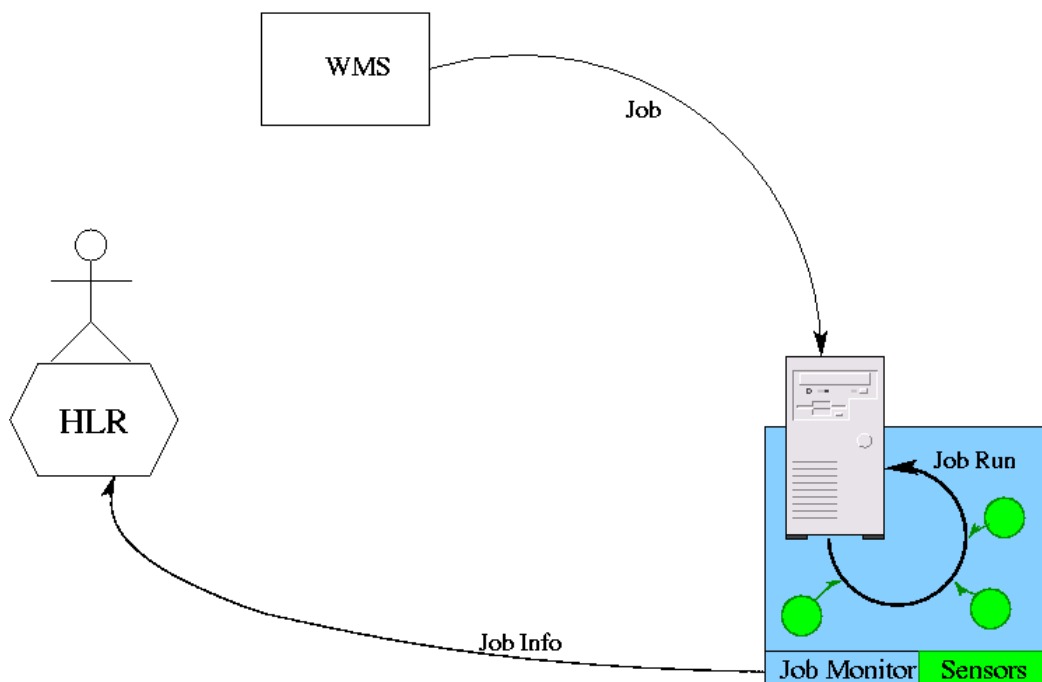 WMS
Job
HLR
Job Run
Job Info
Job Monitor
Sensors